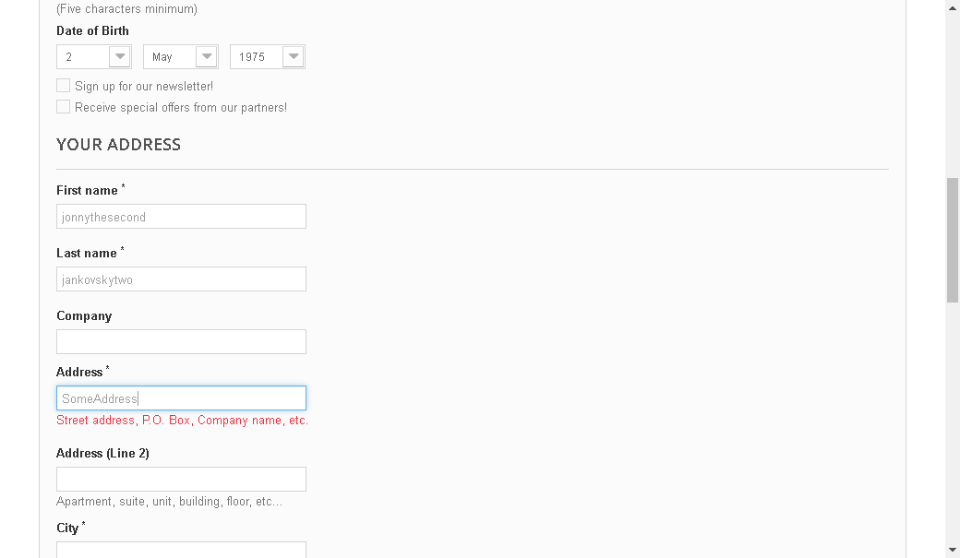 (Five characters minimum)
Date of Birth
2 May 1975
Sign up for our newsletter!
Receive special offers from our partners!
YOUR ADDRESS
First name *
jonnythesecond
Last name *
jankovskytwo
Company
Address *
SomeAddress
Street address, P.O. Box, Company name, etc.
Address (Line 2)
Apartment, suite, unit, building, floor, etc...
City *